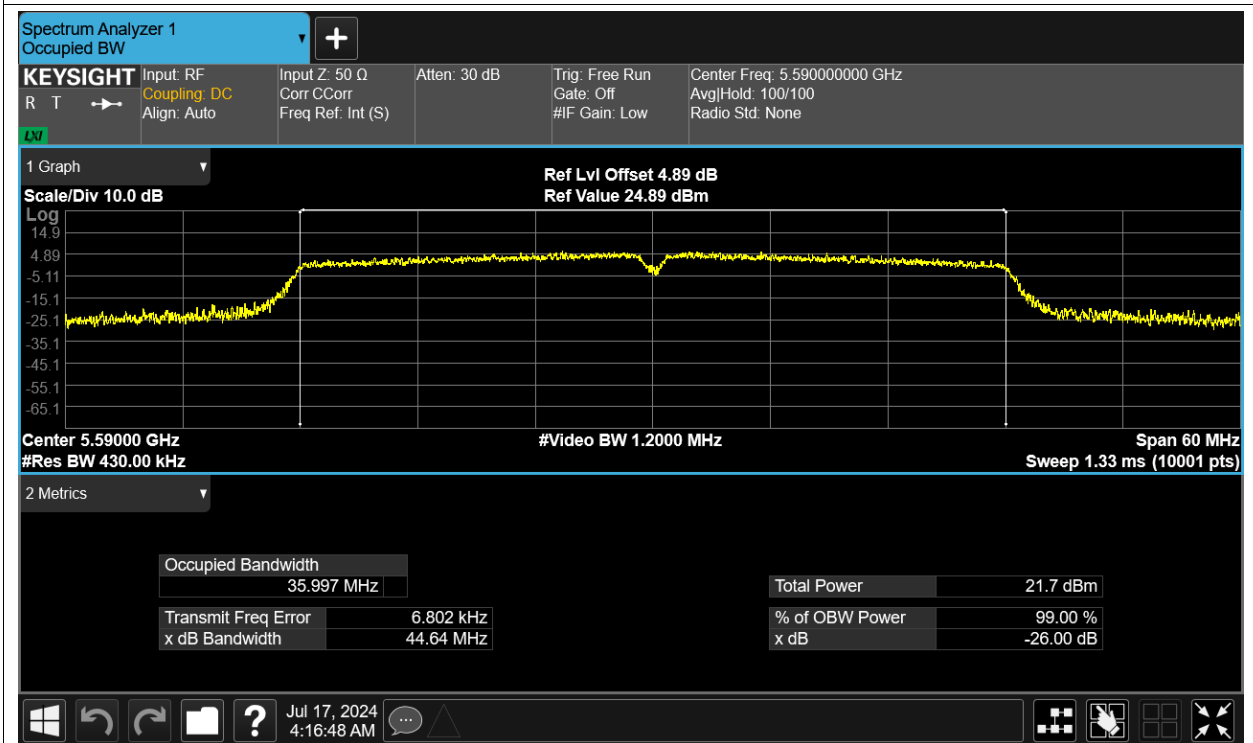 Spectrum Analyzer 1
Occupied BW
KEYSIGHT
R T
LXI
Input: RF
Coupling: DC
Align: Auto
Input Z: 50 Ω
Corr CCorr
Freq Ref: Int (S)
Atten: 30 dB
Trig: Free Run
Gate: Off
#IF Gain: Low
Center Freq: 5.590000000 GHz
Avg|Hold: 100/100
Radio Std: None
1 Graph
Scale/Div 10.0 dB
Ref Lvl Offset 4.89 dB
Ref Value 24.89 dBm
Log
14.9
4.89
-5.11
-15.1
-25.1
-35.1
-45.1
-55.1
-65.1
Center 5.59000 GHz
#Video BW 1.2000 MHz
Span 60 MHz
#Res BW 430.00 kHz
Sweep 1.33 ms (10001 pts)
2 Metrics
Occupied Bandwidth
35.997 MHz
Total Power 21.7 dBm
Transmit Freq Error 6.802 kHz
% of OBW Power 99.00 %
x dB Bandwidth 44.64 MHz
x dB -26.00 dB
?
Jul 17, 2024
4:16:48 AM